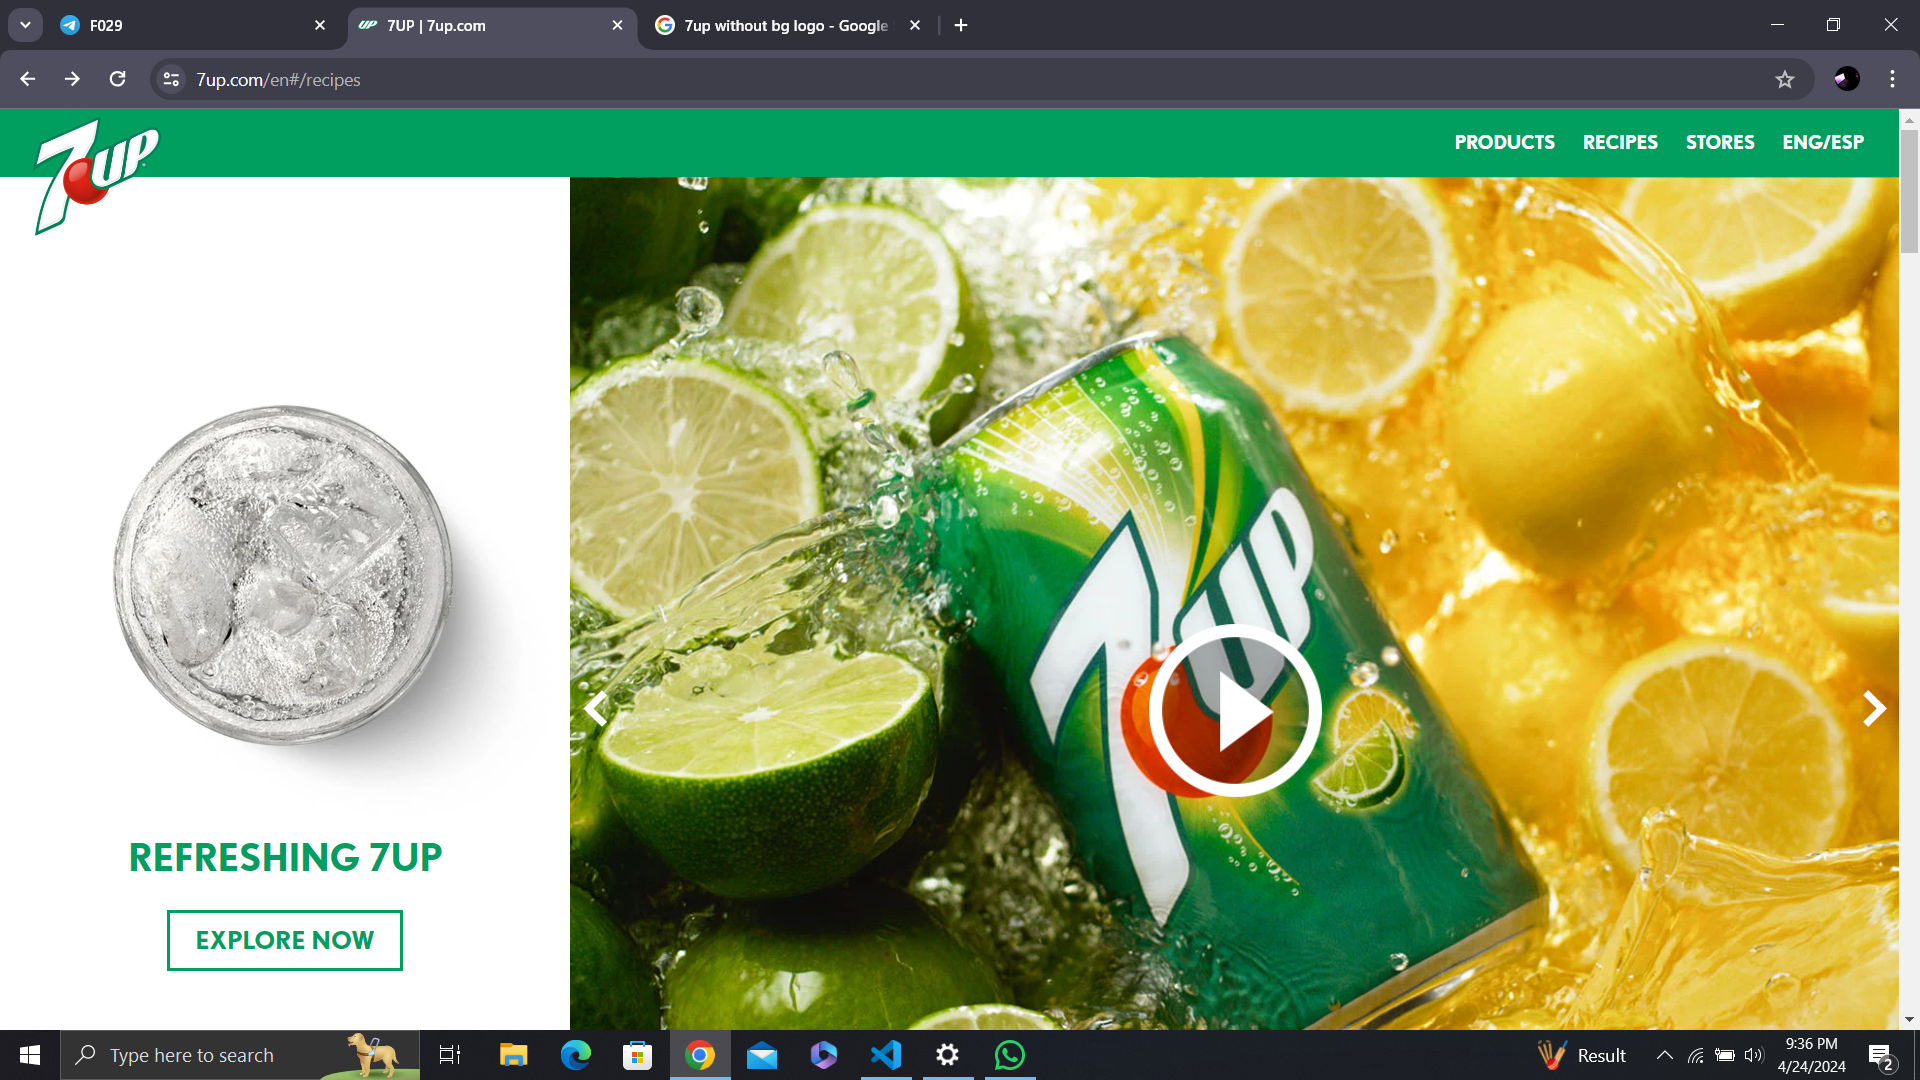 F029
7UP | 7up.com
7up without bg logo - Google
7up.com/en#/recipes
7UP
PRODUCTS
RECIPES
STORES
ENG/ESP
7UP
REFRESHING 7UP
EXPLORE NOW
Type here to search
Result
9:36 PM
4/24/2024
2